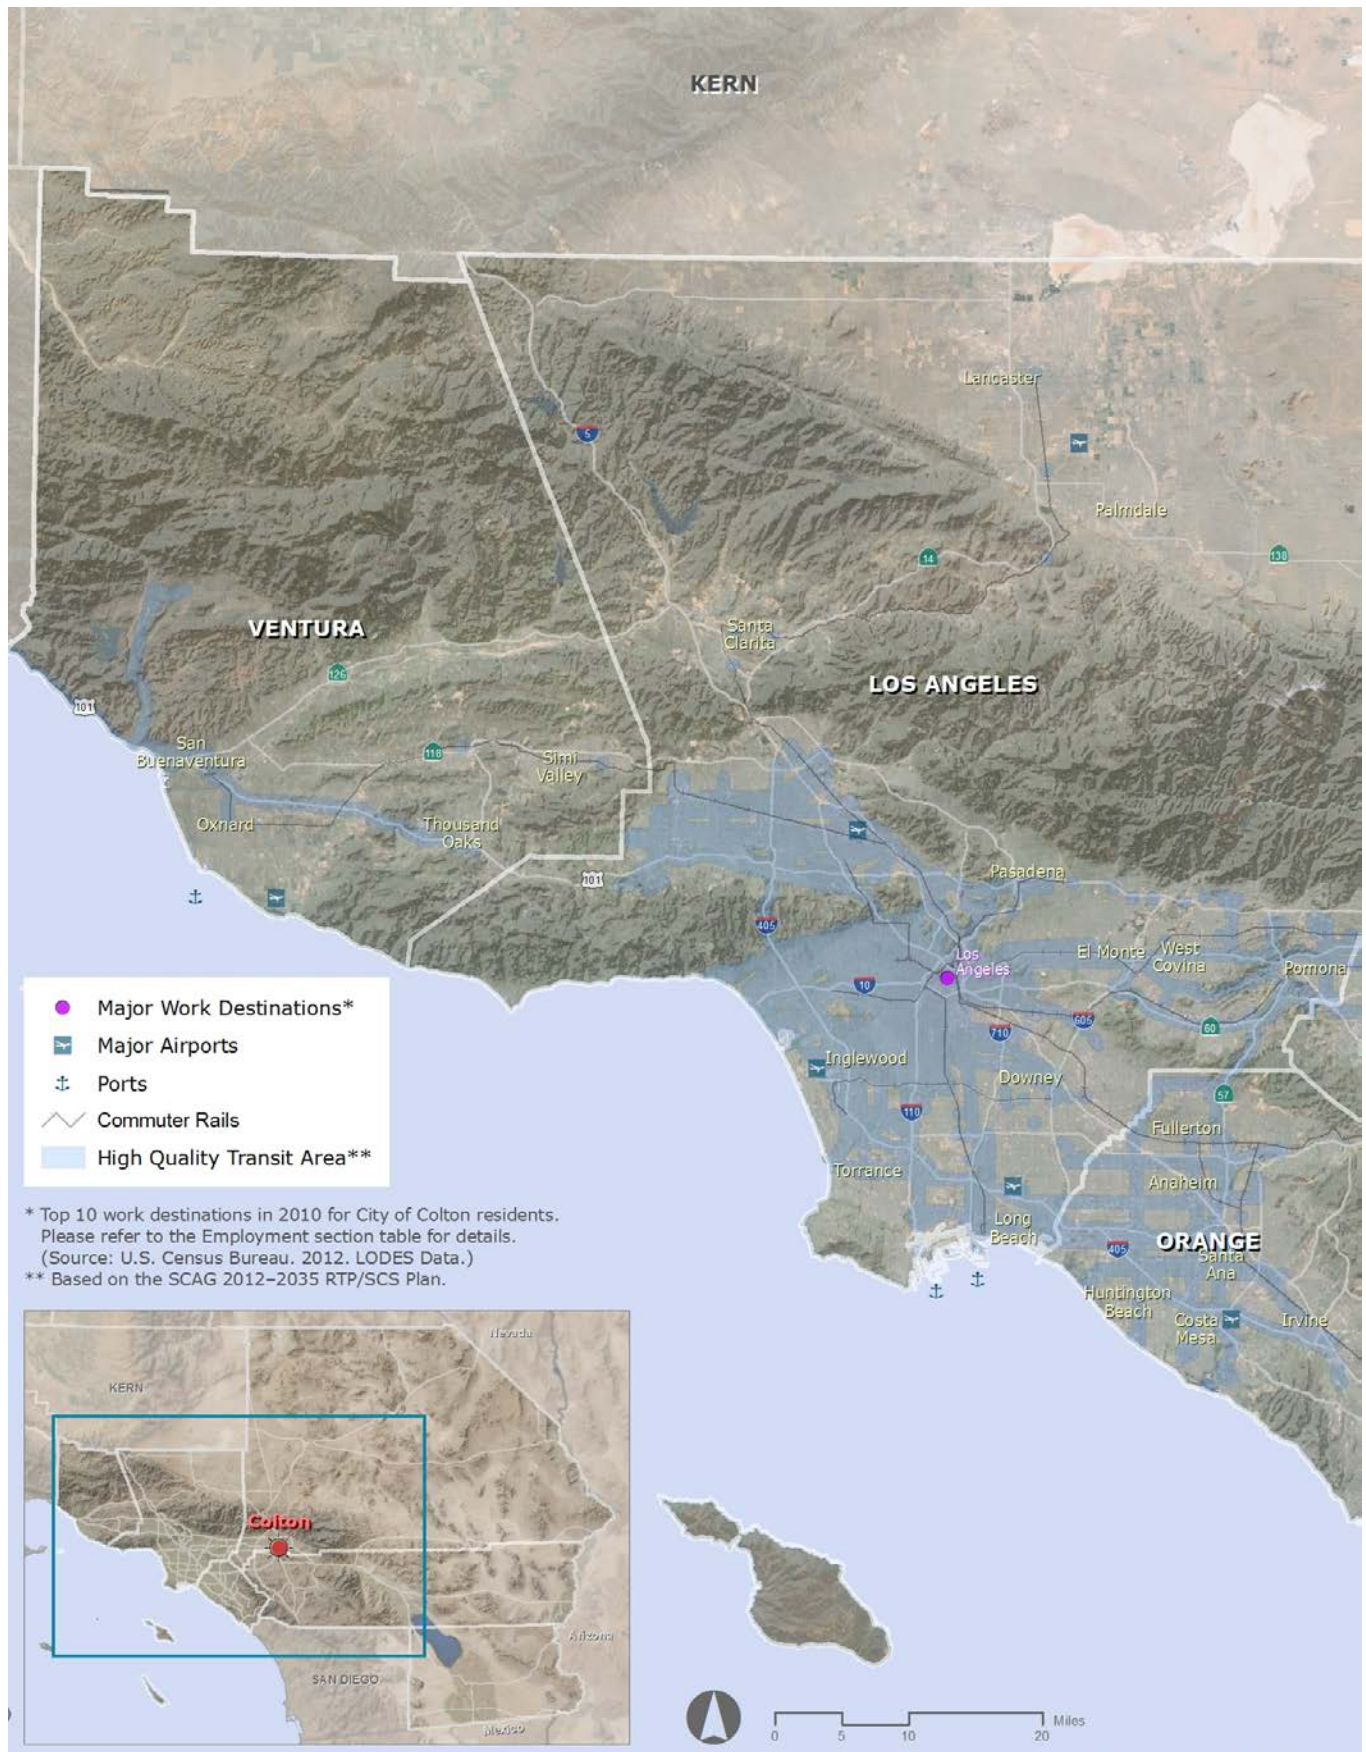 KERN
Lancaster
5
Palmdale
14
138
VENTURA
Santa
Clarita
126
LOS ANGELES
101
San
Buenaventura
118
Simi
Valley
Oxnard
Thousand
Oaks
101
Pasadena
405
Los
Angeles
El Monte
West
Covina
Pomona
10
710
605
60
Inglewood
Downey
57
110
Fullerton
Torrance
Anaheim
Long
Beach
405
ORANGE
Santa
Ana
Huntington
Beach
Costa
Mesa
Irvine
Major Work Destinations*
Major Airports
Ports
Commuter Rails
High Quality Transit Area**
* Top 10 work destinations in 2010 for City of Colton residents.
Please refer to the Employment section table for details.
(Source: U.S. Census Bureau. 2012. LODES Data.)
** Based on the SCAG 2012–2035 RTP/SCS Plan.
Nevada
KERN
Colton
Arizona
SAN DIEGO
Mexico
0 5 10 20 Miles